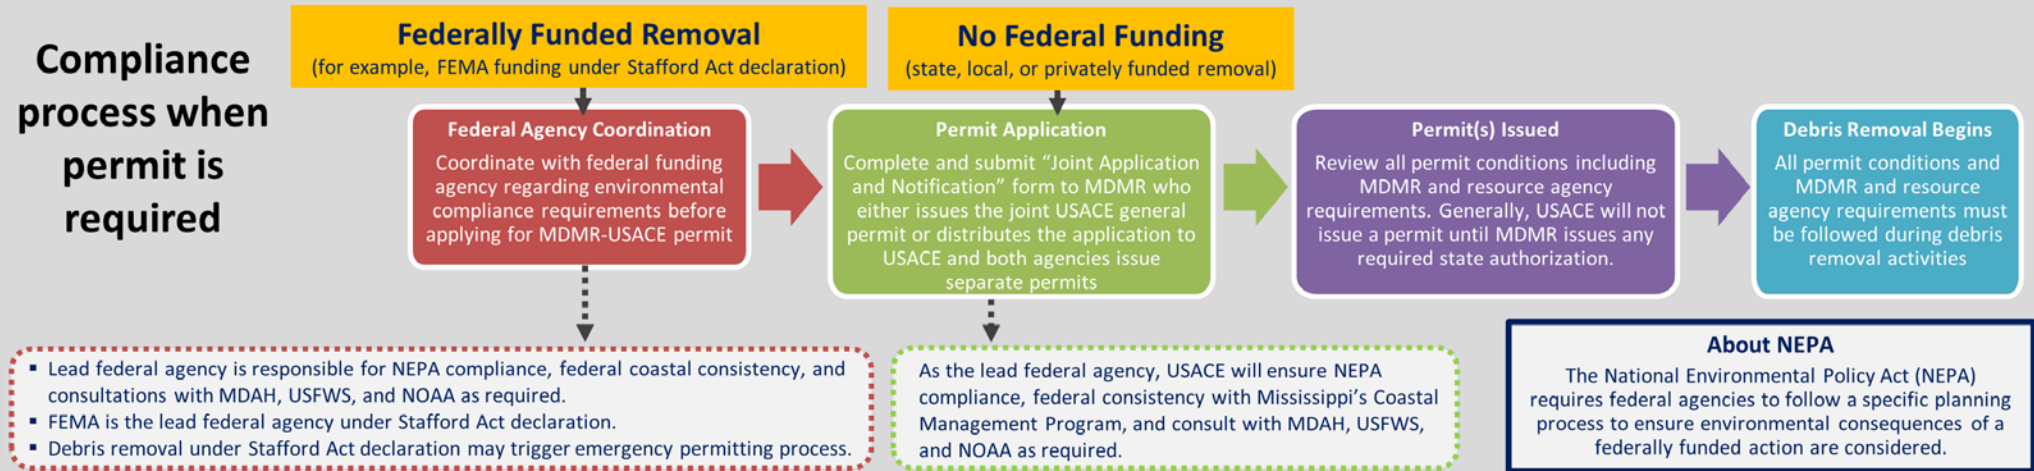 Compliance
process when
permit is
required
Federally Funded Removal
(for example, FEMA funding under Stafford Act declaration)
No Federal Funding
(state, local, or privately funded removal)
Federal Agency Coordination
Coordinate with federal funding
agency regarding environmental
compliance requirements before
applying for MDMR-USACE permit
Permit Application
Complete and submit “Joint Application
and Notification” form to MDMR who
either issues the joint USACE general
permit or distributes the application to
USACE and both agencies issue
separate permits
Permit(s) Issued
Review all permit conditions including
MDMR and resource agency
requirements. Generally, USACE will not
issue a permit until MDMR issues any
required state authorization.
Debris Removal Begins
All permit conditions and
MDMR and resource
agency requirements must
be followed during debris
removal activities
▪ Lead federal agency is responsible for NEPA compliance, federal coastal consistency, and
consultations with MDAH, USFWS, and NOAA as required.
▪ FEMA is the lead federal agency under Stafford Act declaration.
▪ Debris removal under Stafford Act declaration may trigger emergency permitting process.
As the lead federal agency, USACE will ensure NEPA
compliance, federal consistency with Mississippi’s Coastal
Management Program, and consult with MDAH, USFWS,
and NOAA as required.
About NEPA
The National Environmental Policy Act (NEPA)
requires federal agencies to follow a specific planning
process to ensure environmental consequences of a
federally funded action are considered.